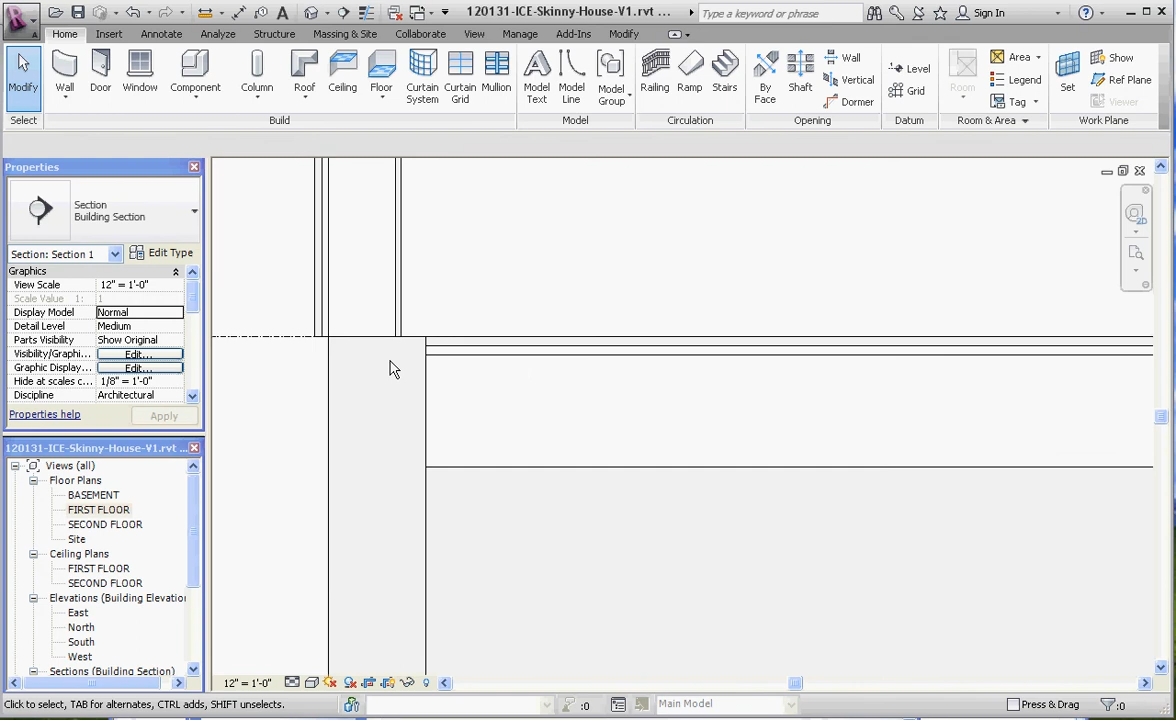 120131-ICE-Skinny-House-V1.rvt ...
Type a keyword or phrase
Sign In
Home Insert Annotate Analyze Structure Massing & Site Collaborate View Manage Add-Ins Modify
Modify
Wall
Door
Window
Component
Column
Roof
Ceiling
Floor
Curtain System
Curtain Grid
Mullion
Model Text
Model Line
Model Group
Railing
Ramp
Stairs
By Face
Shaft
Wall
Vertical
Dormer
Level
Grid
Room
Area
Legend
Tag
Set
Show
Ref Plane
Viewer
Select
Build
Model
Circulation
Opening
Datum
Room & Area
Work Plane
Properties
Section
Building Section
Section: Section 1
Edit Type
Graphics
View Scale 12" = 1'-0"
Scale Value 1: 1
Display Model Normal
Detail Level Medium
Parts Visibility Show Original
Visibility/Graphi... Edit...
Graphic Display... Edit...
Hide at scales c... 1/8" = 1'-0"
Discipline Architectural
Properties help
Apply
120131-ICE-Skinny-House-V1.rvt ...
Views (all)
Floor Plans
BASEMENT
FIRST FLOOR
SECOND FLOOR
Site
Ceiling Plans
FIRST FLOOR
SECOND FLOOR
Elevations (Building Elevation
East
North
South
West
Sections (Building Section)
2D
12" = 1'-0"
Click to select, TAB for alternates, CTRL adds, SHIFT unselects.
:0
Main Model
Press & Drag
:0